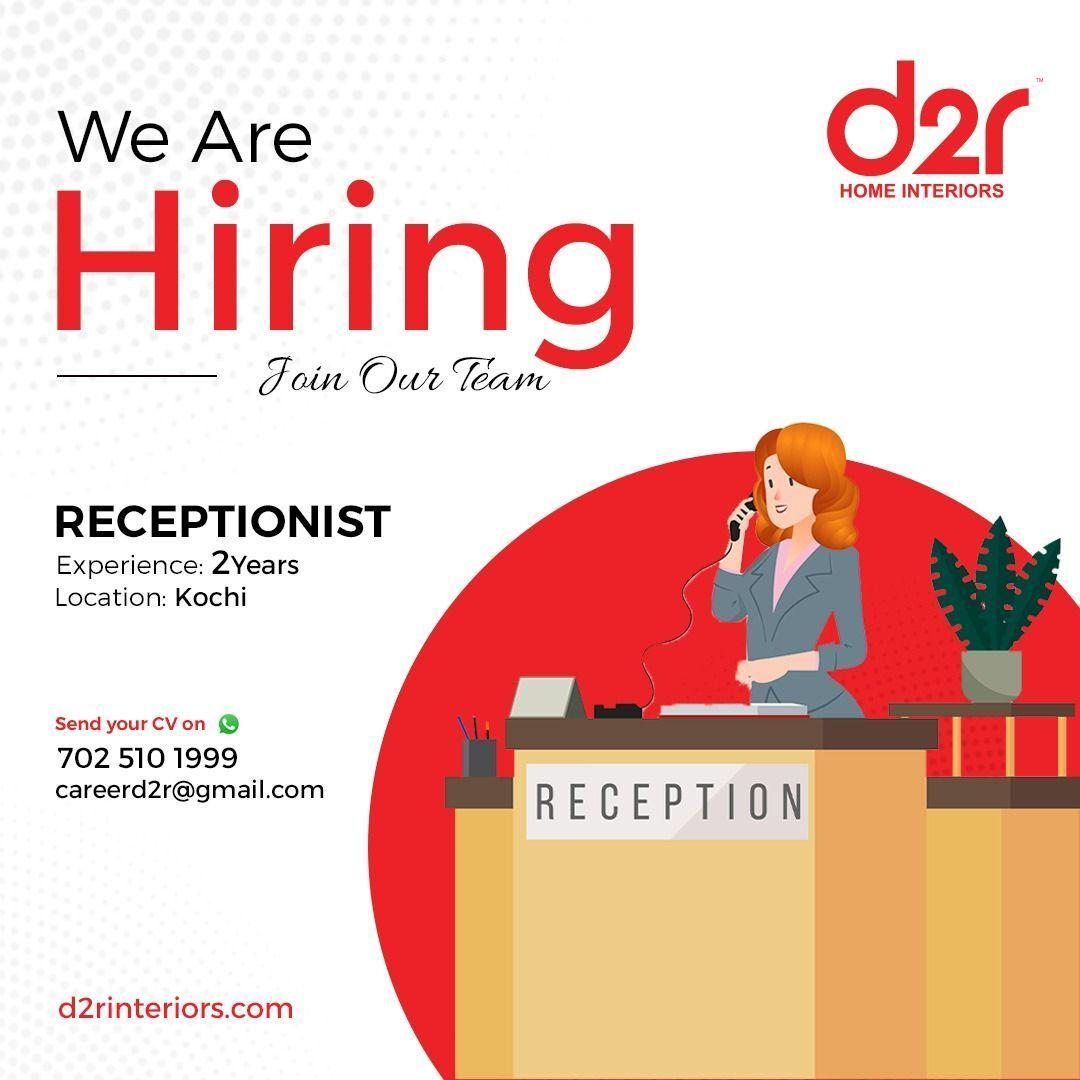 We Are
Hiring
Join Our Team
d2r™
HOME INTERIORS
RECEPTIONIST
Experience: 2Years
Location: Kochi
Send your CV on
702 510 1999
careerd2r@gmail.com
RECEPTION
d2rinteriors.com